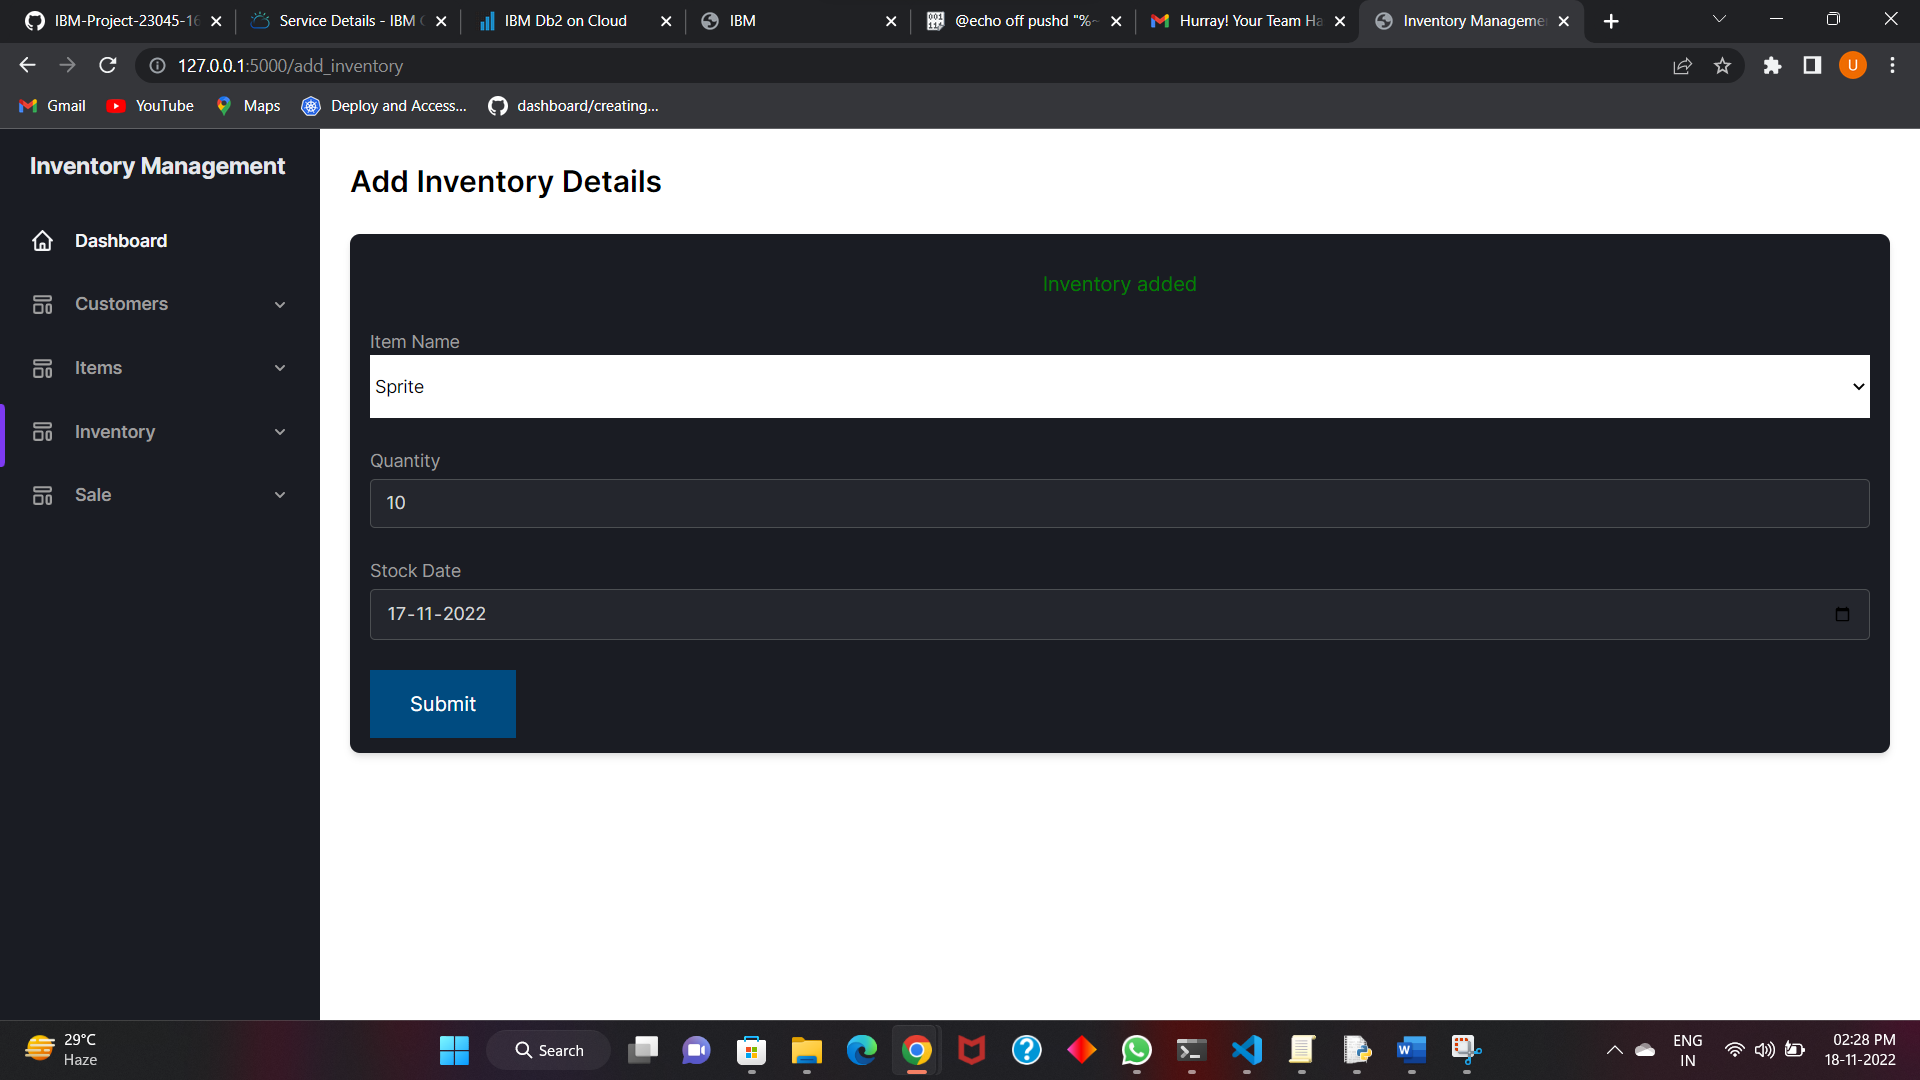 IBM-Project-23045-16
Service Details - IBM
IBM Db2 on Cloud
IBM
@echo off pushd "%~
Hurray! Your Team Ha
Inventory Manageme
127.0.0.1:5000/add_inventory
U
Gmail
YouTube
Maps
Deploy and Access...
dashboard/creating...
Inventory Management
Dashboard
Customers
Items
Inventory
Sale
Add Inventory Details
Inventory added
Item Name
Sprite
Quantity
10
Stock Date
17-11-2022
Submit
29°C
Haze
Search
ENG
IN
02:28 PM
18-11-2022